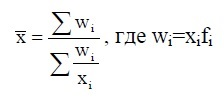 x̄ = ∑ wᵢ / ∑ (wᵢ / xᵢ), где wᵢ=xᵢfᵢ